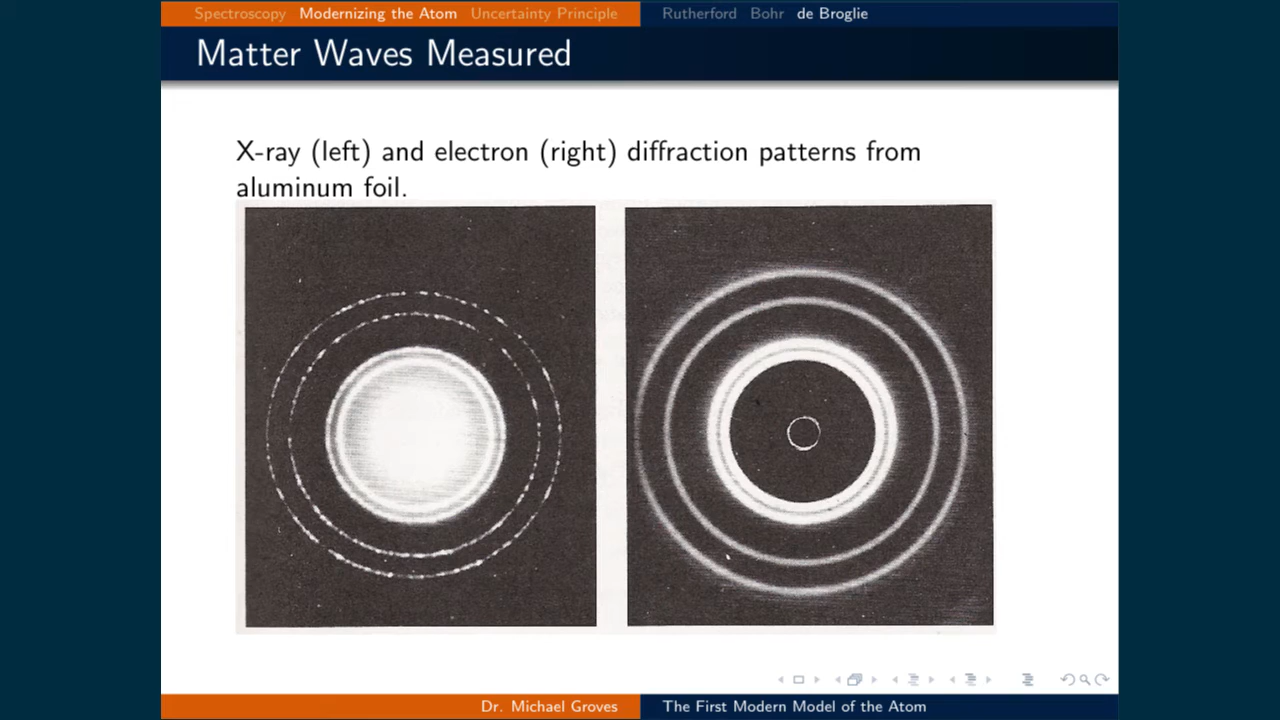 Spectroscopy Modernizing the Atom Uncertainty Principle Rutherford Bohr de Broglie
Matter Waves Measured
X-ray (left) and electron (right) diffraction patterns from
aluminum foil.
Dr. Michael Groves The First Modern Model of the Atom